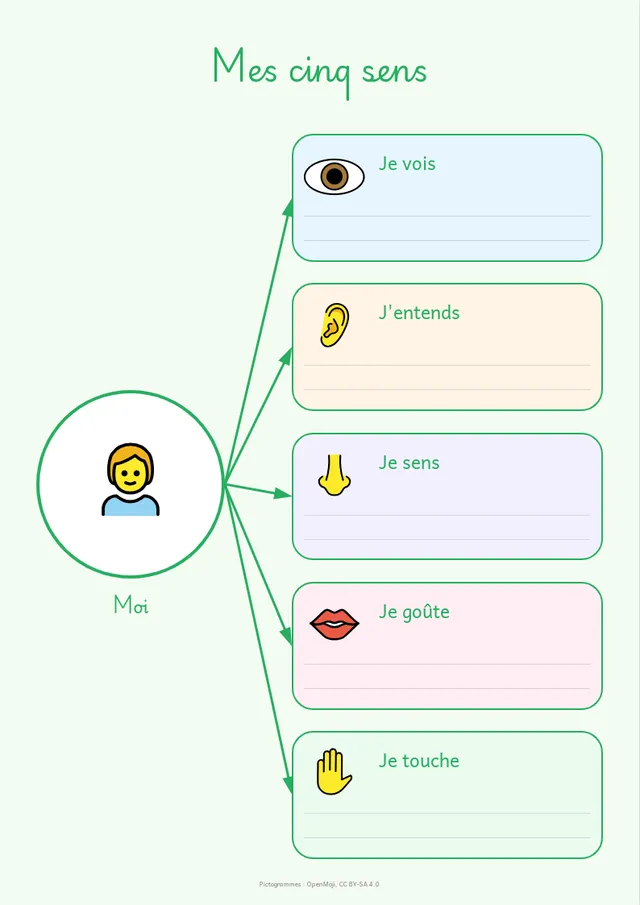 Mes cinq sens
Je vois
J'entends
Je sens
Je goûte
Je touche
Moi
Pictogrammes : OpenMoji, CC BY-SA 4.0